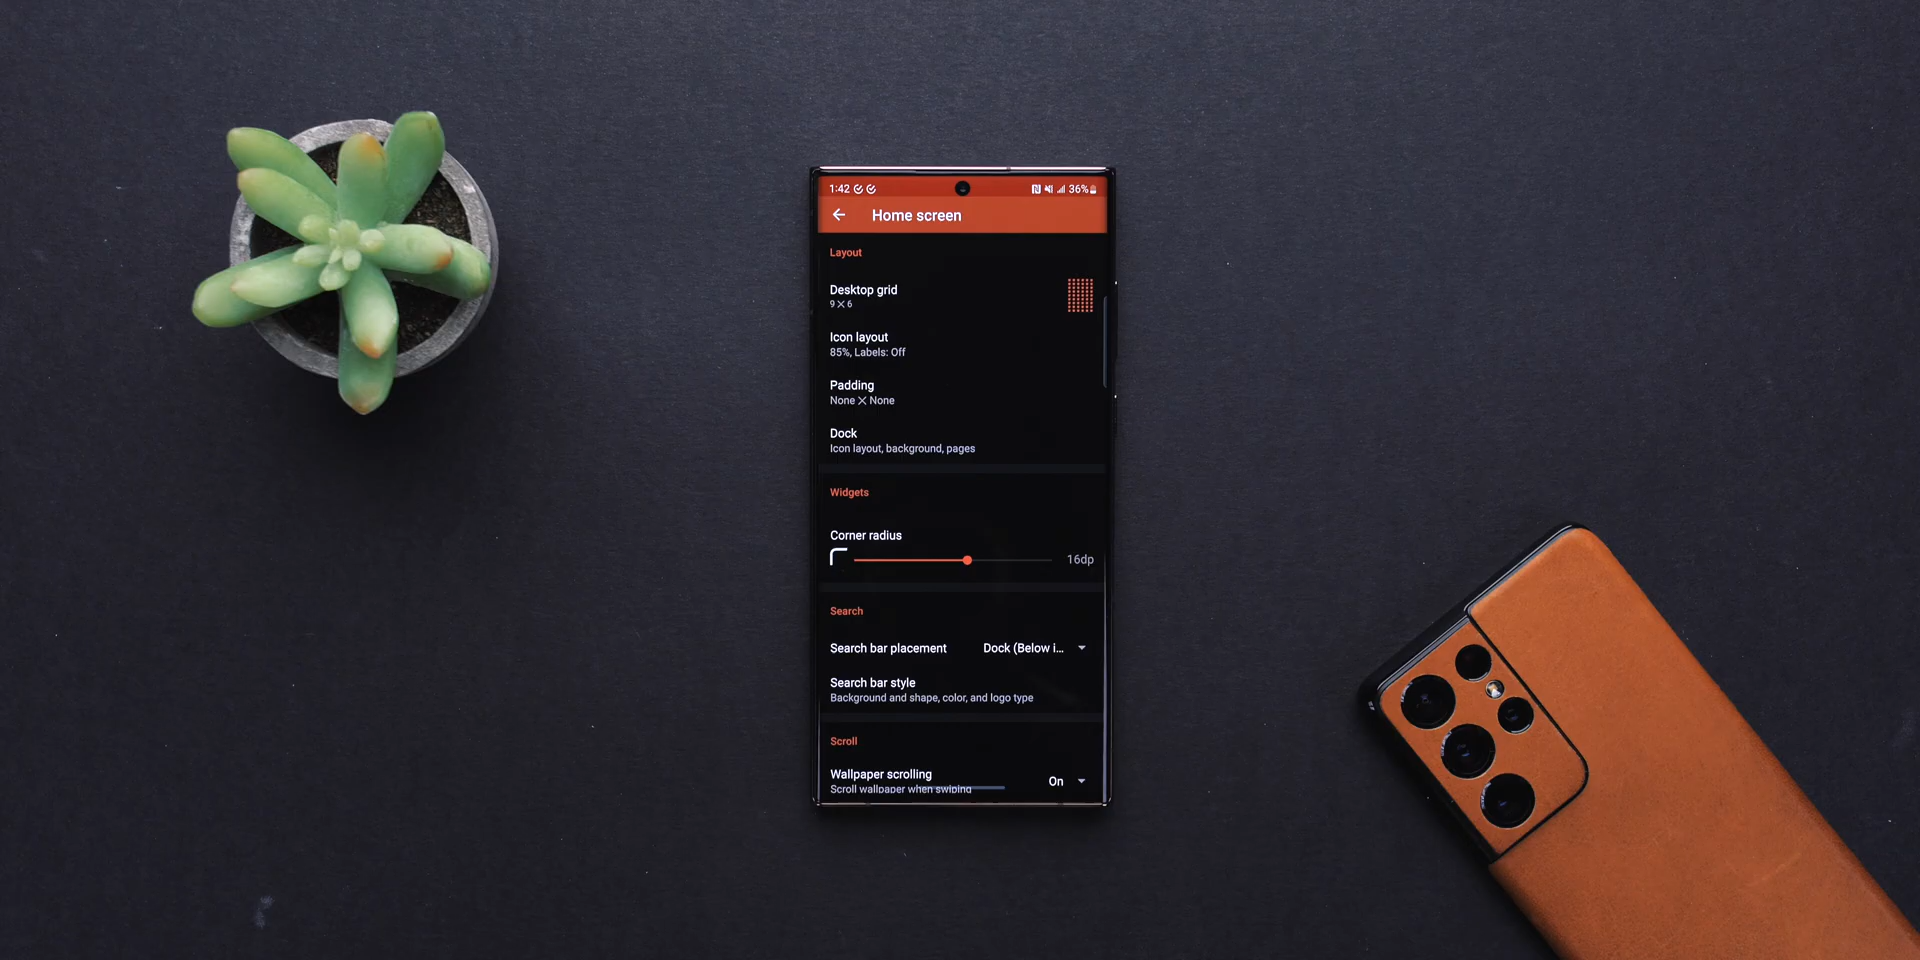 1:42 36%
Home screen
Layout
Desktop grid
9 × 6
Icon layout
85%, Labels: Off
Padding
None × None
Dock
Icon layout, background, pages
Widgets
Corner radius
16dp
Search
Search bar placement Dock (Below i...
Search bar style
Background and shape, color, and logo type
Scroll
Wallpaper scrolling On
Scroll wallpaper when swiping